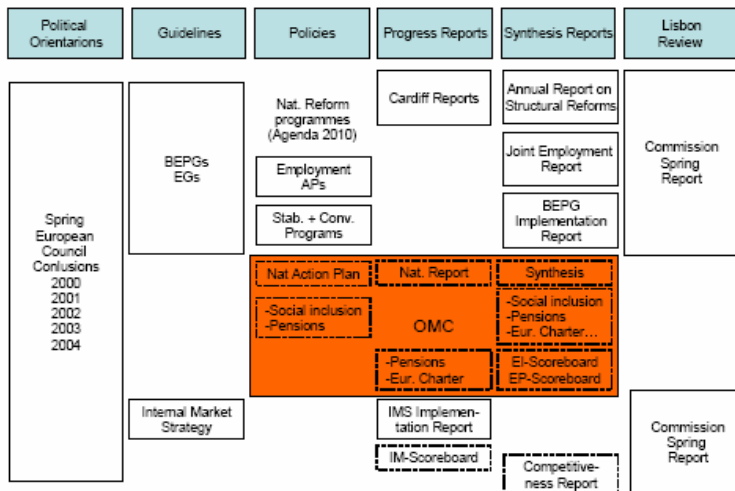 Political
Orientarions
Guidelines
Policies
Progress Reports
Synthesis Reports
Lisbon
Review
Spring
European
Council
Conlusions
2000
2001
2002
2003
2004
BEPGs
EGs
Internal Market
Strategy
Nat. Reform
programmes
(Agenda 2010)
Employment
APs
Stab. + Conv.
Programs
Nat Action Plan
-Social inclusion
-Pensions
Cardiff Reports
Nat. Report
OMC
-Pensions
-Eur. Charter
IMS Implemen-
tation Report
IM-Scoreboard
Annual Report on
Structural Reforms
Joint Employment
Report
BEPG
Implementation
Report
Synthesis
-Social inclusion
-Pensions
-Eur. Charter...
EI-Scoreboard
EP-Scoreboard
Competitive-
ness Report
Commission
Spring
Report
Commission
Spring
Report